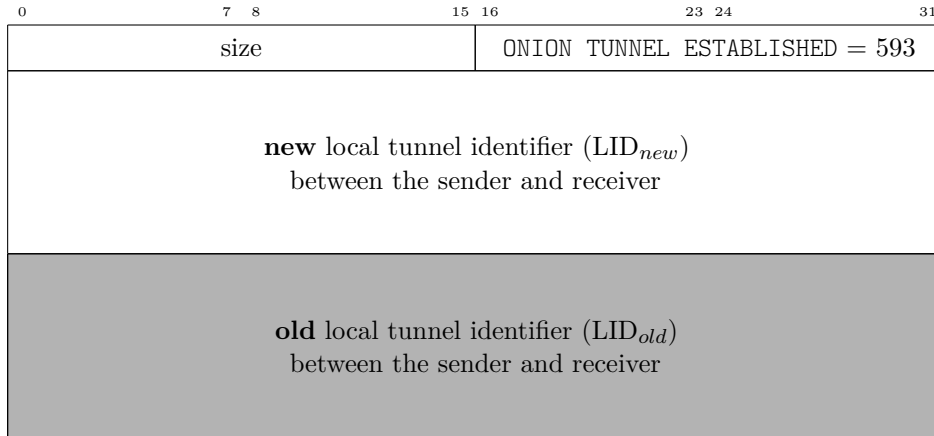 0 7 8 15 16 23 24 31
size ONION TUNNEL ESTABLISHED = 593
new local tunnel identifier (LIDnew)
between the sender and receiver
old local tunnel identifier (LIDold)
between the sender and receiver